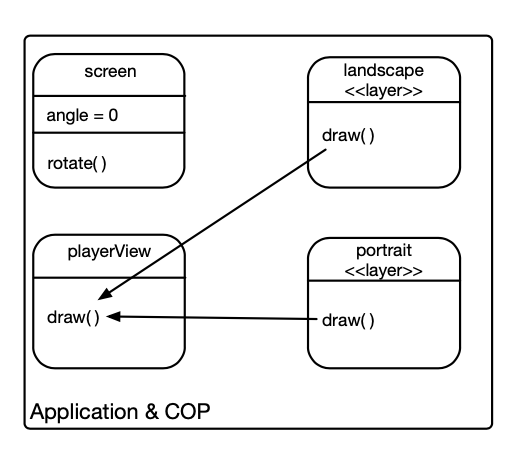 screen
angle = 0
rotate( )
landscape
<<layer>>
draw( )
playerView
draw( )
portrait
<<layer>>
draw( )
Application & COP